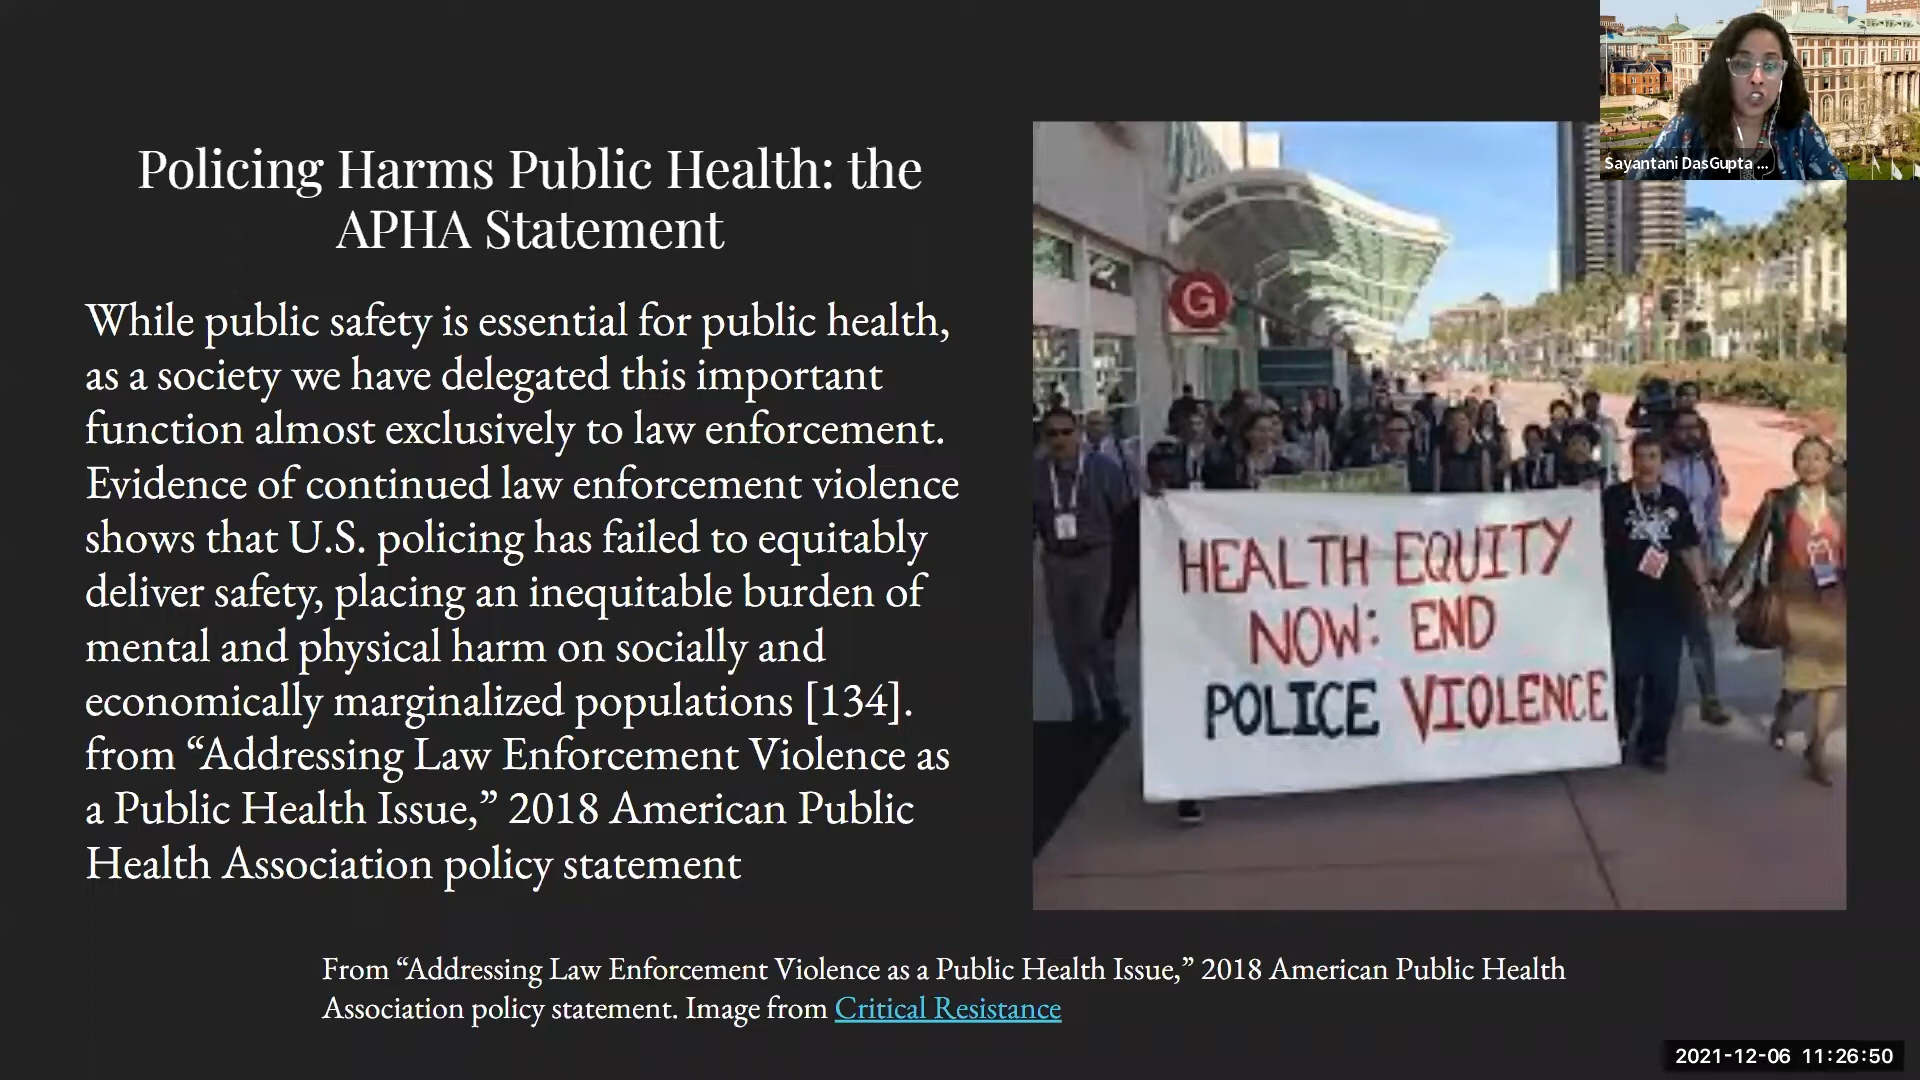 Sayantani DasGupta ...
Policing Harms Public Health: the
APHA Statement
While public safety is essential for public health,
as a society we have delegated this important
function almost exclusively to law enforcement.
Evidence of continued law enforcement violence
shows that U.S. policing has failed to equitably
deliver safety, placing an inequitable burden of
mental and physical harm on socially and
economically marginalized populations [134].
from “Addressing Law Enforcement Violence as
a Public Health Issue,” 2018 American Public
Health Association policy statement
G
HEALTH EQUITY
NOW: END
POLICE VIOLENCE
From “Addressing Law Enforcement Violence as a Public Health Issue,” 2018 American Public Health
Association policy statement. Image from Critical Resistance
2021-12-06 11:26:50